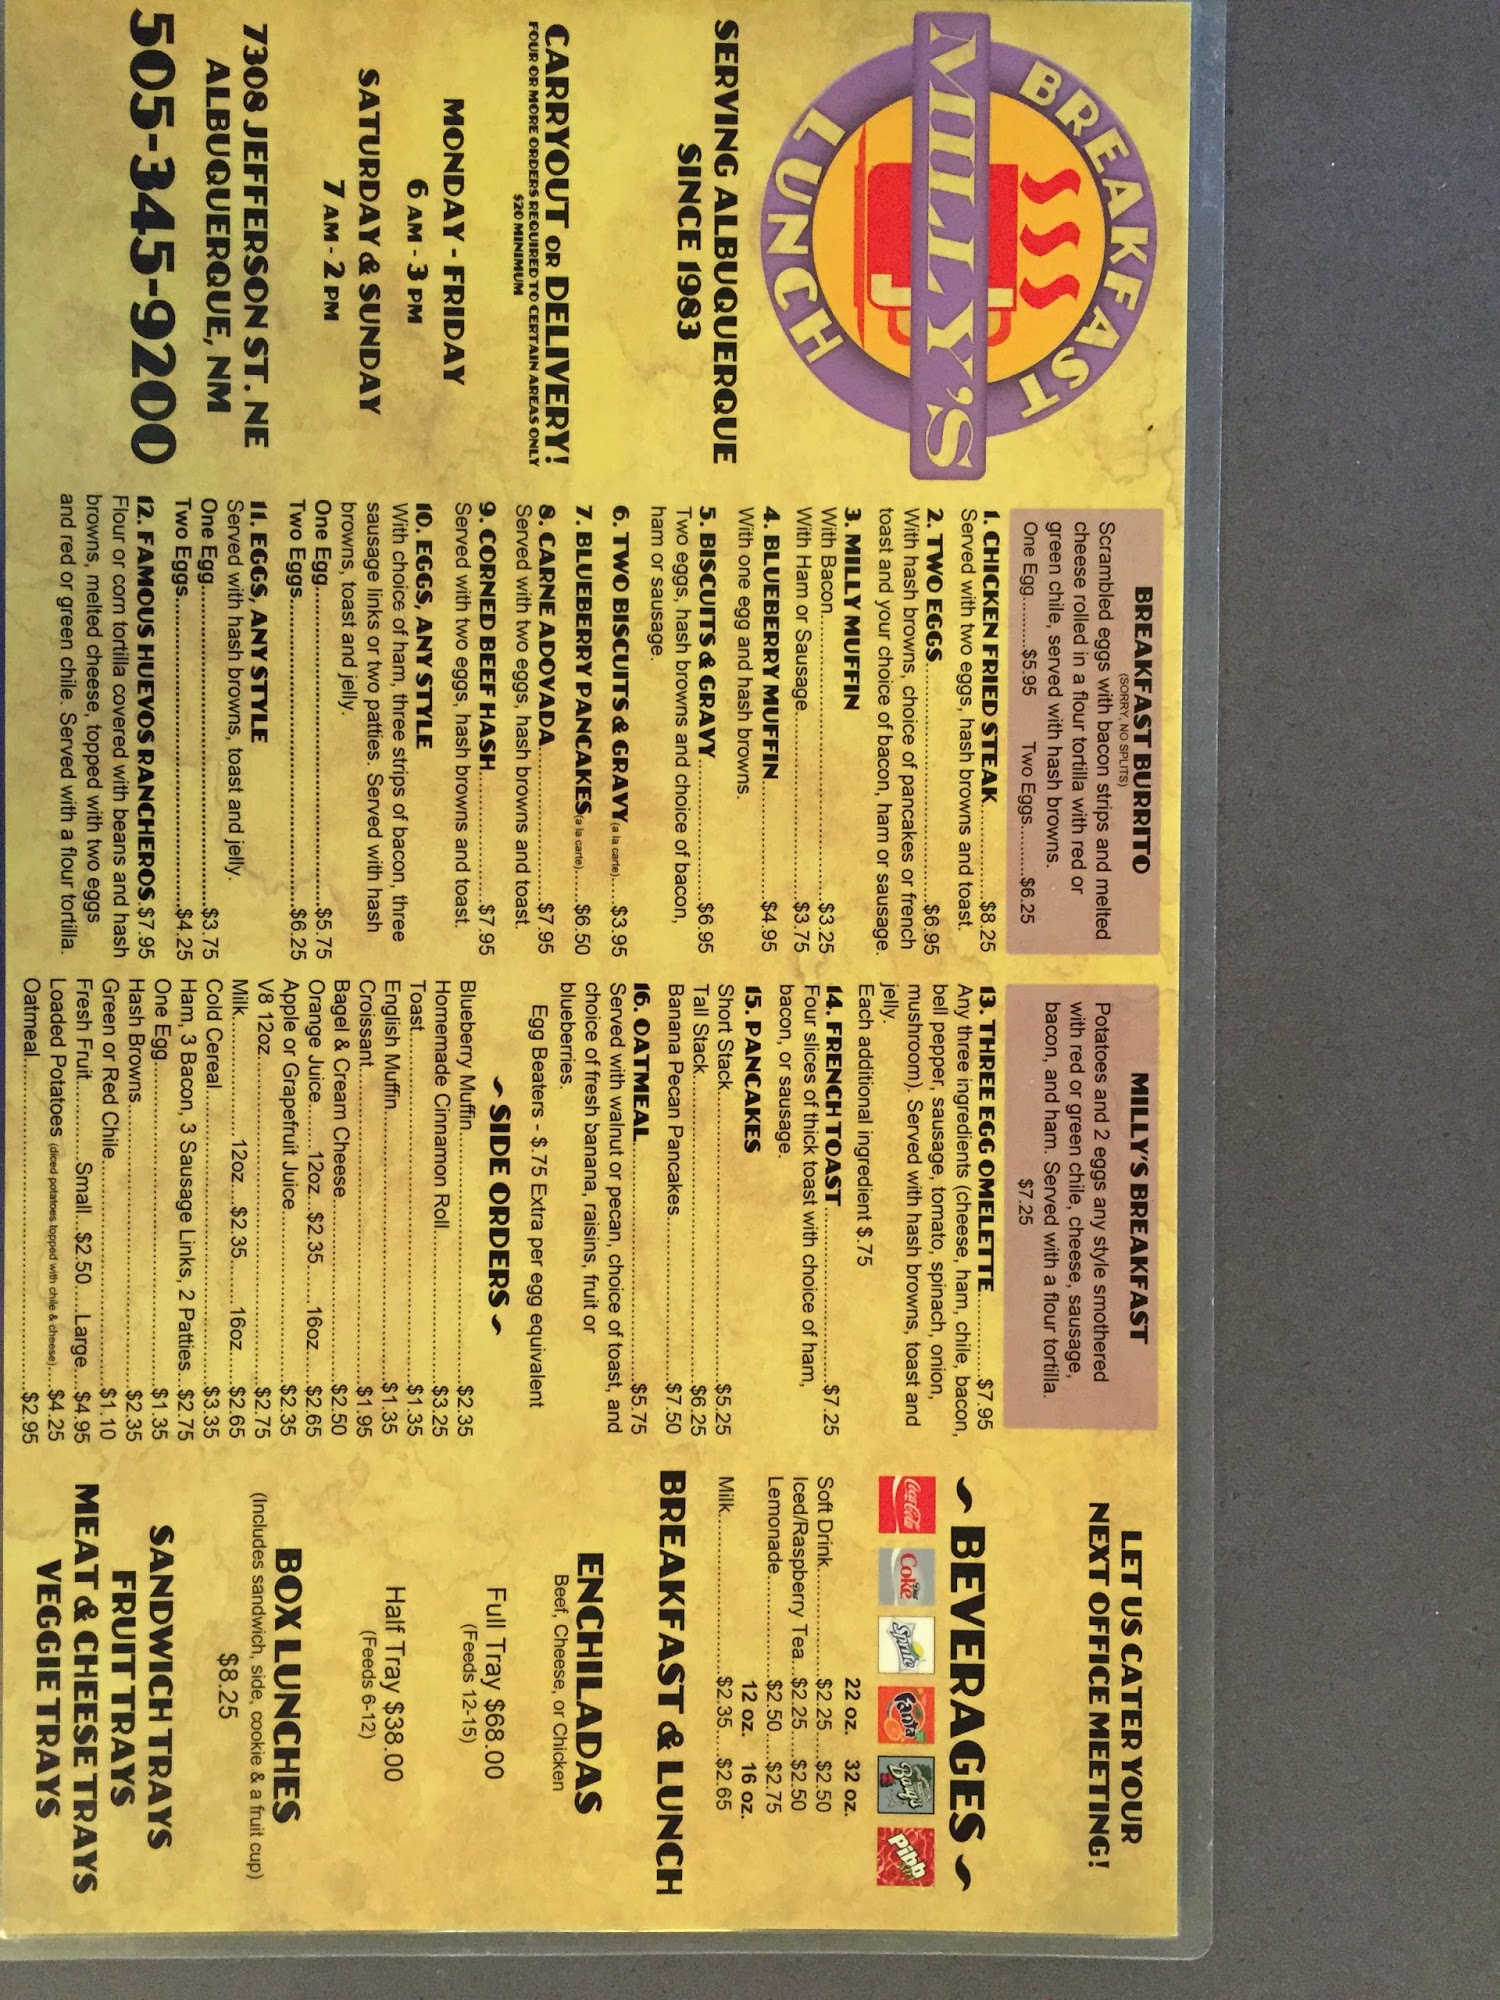 BREAKFAST
MILLY'S
LUNCH
SERVING ALBUQUERQUE
SINCE 1983
CARRYOUT OR DELIVERY!
FOUR OR MORE ORDERS REQUIRED TO CERTAIN AREAS ONLY
$20 MINIMUM
MONDAY - FRIDAY
6 AM - 3 PM
SATURDAY & SUNDAY
7 AM - 2 PM
7308 JEFFERSON ST. NE
ALBUQUERQUE, NM
505-345-9200
BREAKFAST BURRITO
(SORRY, NO SPLITS)
Scrambled eggs with bacon strips and melted
cheese rolled in a flour tortilla with red or
green chile, served with hash browns.
One Egg.........$5.95 Two Eggs.........$6.25
1. CHICKEN FRIED STEAK............$8.25
Served with two eggs, hash browns and toast.
2. TWO EGGS....................................$6.95
With hash browns, choice of pancakes or french
toast and your choice of bacon, ham or sausage.
3. MILLY MUFFIN
With Bacon..........................................$3.25
With Ham or Sausage..........................$3.75
4. BLUEBERRY MUFFIN................$4.95
With one egg and hash browns.
5. BISCUITS & GRAVY.....................$6.95
Two eggs, hash browns and choice of bacon,
ham or sausage.
6. TWO BISCUITS & GRAVY (a la carte).....$3.95
7. BLUEBERRY PANCAKES (a la carte)......$6.50
8. CARNE ADOVADA......................$7.95
Served with two eggs, hash browns and toast.
9. CORNED BEEF HASH..................$7.95
Served with two eggs, hash browns and toast.
10. EGGS, ANY STYLE
With choice of ham, three strips of bacon, three
sausage links or two patties. Served with hash
browns, toast and jelly.
One Egg..............................................$5.75
Two Eggs............................................$6.25
11. EGGS, ANY STYLE
Served with hash browns, toast and jelly.
One Egg..............................................$3.75
Two Eggs............................................$4.25
12. FAMOUS HUEVOS RANCHEROS.$7.95
Flour or corn tortilla covered with beans and hash
browns, melted cheese, topped with two eggs
and red or green chile. Served with a flour tortilla.
MILLY'S BREAKFAST
Potatoes and 2 eggs any style smothered
with red or green chile, cheese, sausage,
bacon, and ham. Served with a flour tortilla.
$7.25
13. THREE EGG OMELETTE............$7.95
Any three ingredients (cheese, ham, chile, bacon,
bell pepper, sausage, tomato, spinach, onion,
mushroom). Served with hash browns, toast and
jelly.
Each additional ingredient $.75
14. FRENCH TOAST..........................$7.25
Four slices of thick toast with choice of ham,
bacon, or sausage.
15. PANCAKES
Short Stack..........................................$5.25
Tall Stack.............................................$6.25
Banana Pecan Pancakes.....................$7.50
16. OATMEAL...................................$5.75
Served with walnut or pecan, choice of toast, and
choice of fresh banana, raisins, fruit or
blueberries.
Egg Beaters - $.75 Extra per egg equivalent
~ SIDE ORDERS ~
Blueberry Muffin..................................$2.35
Homemade Cinnamon Roll..................$3.25
Toast...................................................$1.35
English Muffin......................................$1.35
Croissant.............................................$1.95
Bagel & Cream Cheese.......................$2.50
Orange Juice.......12oz...$2.35......16oz....$2.65
Apple or Grapefruit Juice....................$2.35
V8 12oz..............................................$2.75
Milk...............12oz...$2.35.......16oz....$2.65
Cold Cereal.........................................$3.35
Ham, 3 Bacon, 3 Sausage Links, 2 Patties...$2.75
One Egg..............................................$1.35
Hash Browns.......................................$2.35
Green or Red Chile..............................$1.10
Fresh Fruit...........Small...$2.50.....Large....$4.95
Loaded Potatoes (diced potatoes topped with chile & cheese)....$4.25
Oatmeal..............................................$2.95
LET US CATER YOUR
NEXT OFFICE MEETING!
~ BEVERAGES ~
Coca-Cola Diet Coke Sprite Fanta Barq's Pibb
22 oz. 32 oz.
Soft Drink..................$2.25.....$2.50
Iced/Raspberry Tea...$2.25.....$2.50
Lemonade.................$2.50.....$2.75
12 oz. 16 oz.
Milk...........................$2.35.....$2.65
BREAKFAST & LUNCH
ENCHILADAS
Beef, Cheese, or Chicken
Full Tray $68.00
(Feeds 12-15)
Half Tray $38.00
(Feeds 6-12)
BOX LUNCHES
(Includes sandwich, side, cookie & a fruit cup)
$8.25
SANDWICH TRAYS
FRUIT TRAYS
MEAT & CHEESE TRAYS
VEGGIE TRAYS